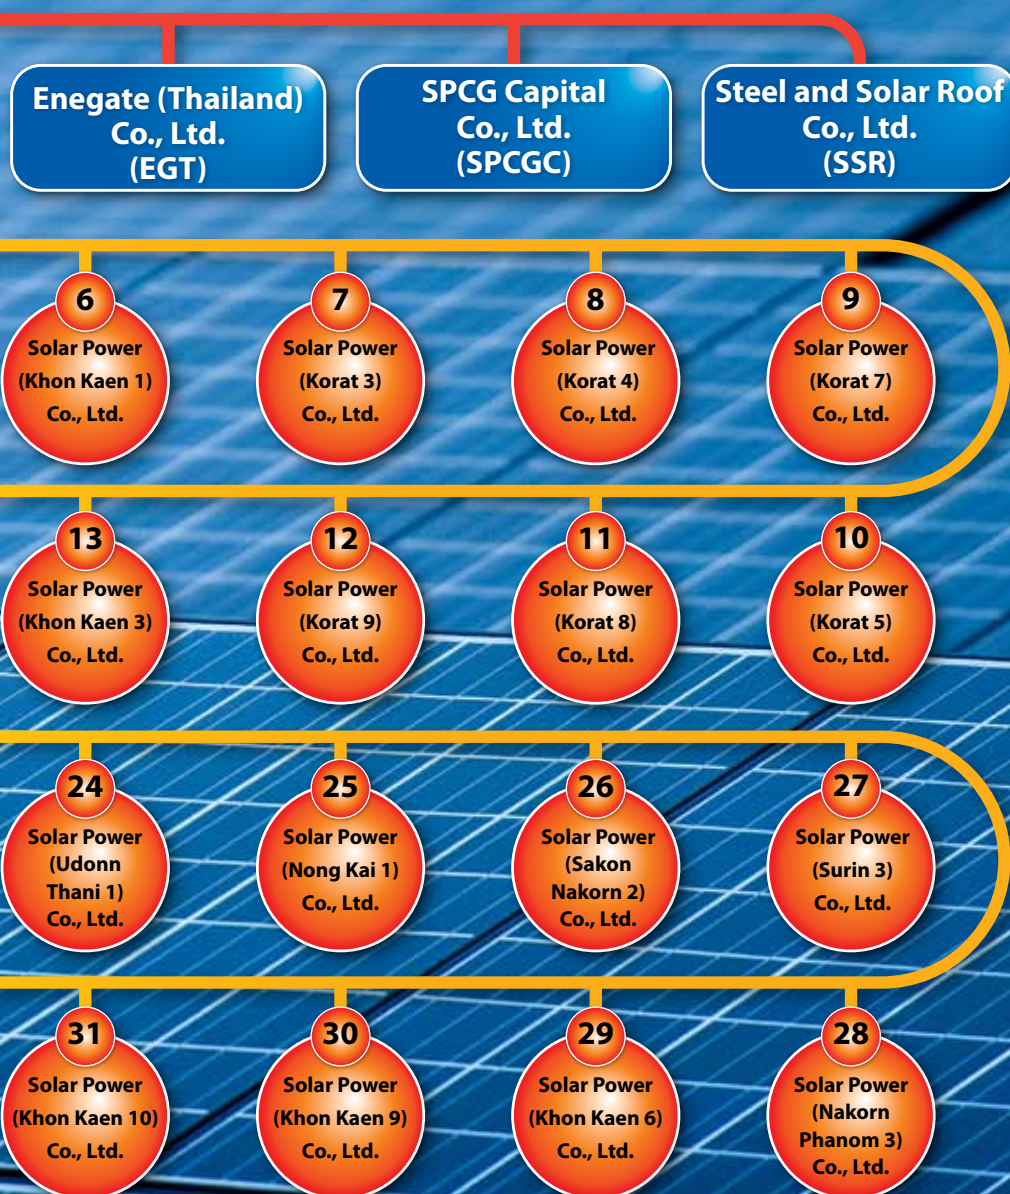 Enegate (Thailand)
Co., Ltd.
(EGT)
SPCG Capital
Co., Ltd.
(SPCGC)
Steel and Solar Roof
Co., Ltd.
(SSR)
6
Solar Power
(Khon Kaen 1)
Co., Ltd.
7
Solar Power
(Korat 3)
Co., Ltd.
8
Solar Power
(Korat 4)
Co., Ltd.
9
Solar Power
(Korat 7)
Co., Ltd.
13
Solar Power
(Khon Kaen 3)
Co., Ltd.
12
Solar Power
(Korat 9)
Co., Ltd.
11
Solar Power
(Korat 8)
Co., Ltd.
10
Solar Power
(Korat 5)
Co., Ltd.
24
Solar Power
(Udonn
Thani 1)
Co., Ltd.
25
Solar Power
(Nong Kai 1)
Co., Ltd.
26
Solar Power
(Sakon
Nakorn 2)
Co., Ltd.
27
Solar Power
(Surin 3)
Co., Ltd.
31
Solar Power
(Khon Kaen 10)
Co., Ltd.
30
Solar Power
(Khon Kaen 9)
Co., Ltd.
29
Solar Power
(Khon Kaen 6)
Co., Ltd.
28
Solar Power
(Nakorn
Phanom 3)
Co., Ltd.